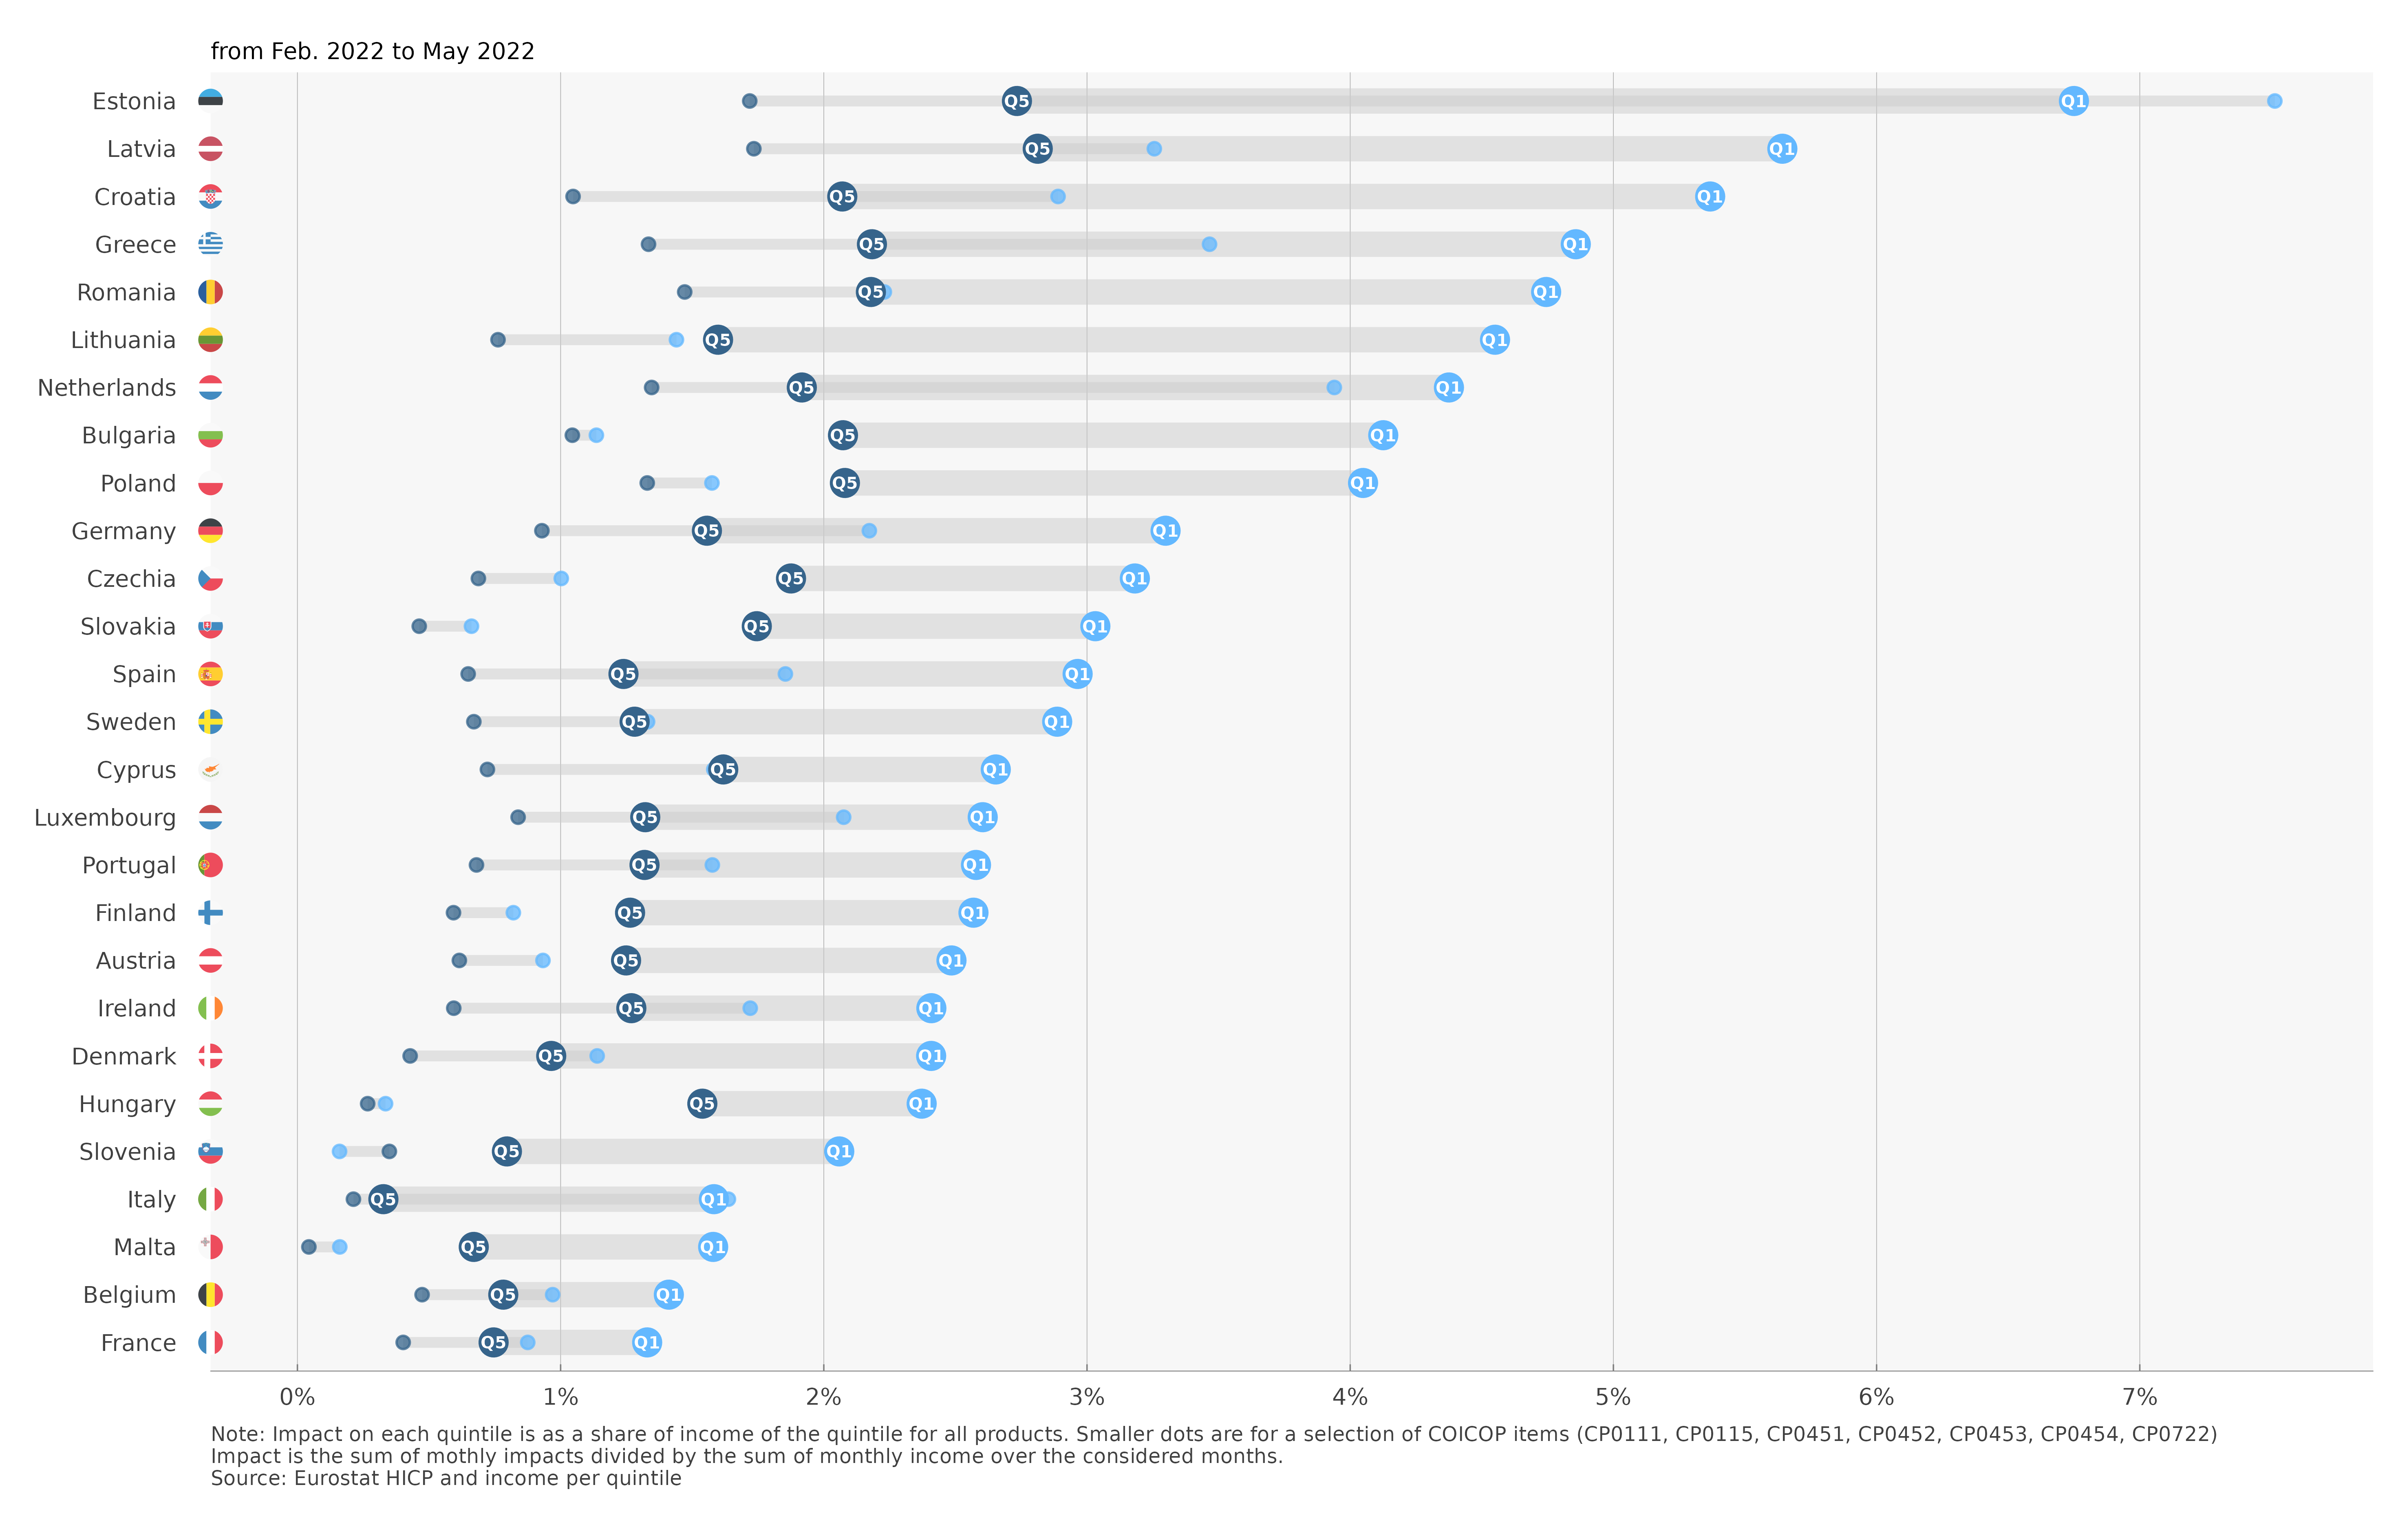 from Feb. 2022 to May 2022
Estonia Q5 Q1
Latvia Q5 Q1
Croatia Q5 Q1
Greece Q5 Q1
Romania Q5 Q1
Lithuania Q5 Q1
Netherlands Q5 Q1
Bulgaria Q5 Q1
Poland Q5 Q1
Germany Q5 Q1
Czechia Q5 Q1
Slovakia Q5 Q1
Spain Q5 Q1
Sweden Q5 Q1
Cyprus Q5 Q1
Luxembourg Q5 Q1
Portugal Q5 Q1
Finland Q5 Q1
Austria Q5 Q1
Ireland Q5 Q1
Denmark Q5 Q1
Hungary Q5 Q1
Slovenia Q5 Q1
Italy Q5 Q1
Malta Q5 Q1
Belgium Q5 Q1
France Q5 Q1
0% 1% 2% 3% 4% 5% 6% 7%
Note: Impact on each quintile is as a share of income of the quintile for all products. Smaller dots are for a selection of COICOP items (CP0111, CP0115, CP0451, CP0452, CP0453, CP0454, CP0722)
Impact is the sum of mothly impacts divided by the sum of monthly income over the considered months.
Source: Eurostat HICP and income per quintile